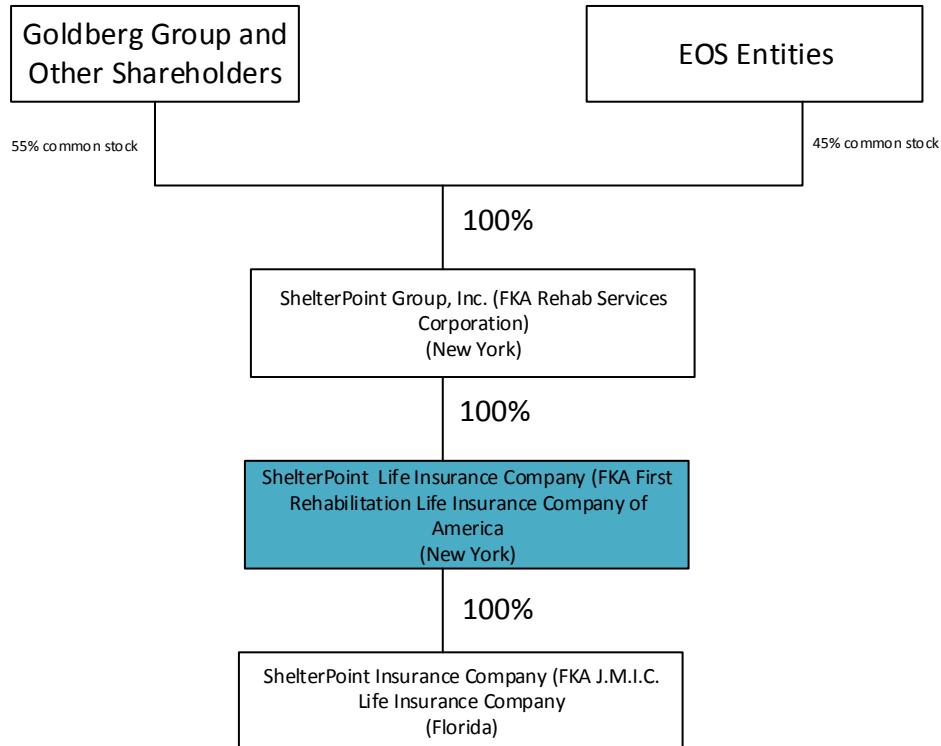 Goldberg Group and
Other Shareholders
EOS Entities
55% common stock
45% common stock
100%
ShelterPoint Group, Inc. (FKA Rehab Services
Corporation)
(New York)
100%
ShelterPoint Life Insurance Company (FKA First
Rehabilitation Life Insurance Company of
America
(New York)
100%
ShelterPoint Insurance Company (FKA J.M.I.C.
Life Insurance Company
(Florida)